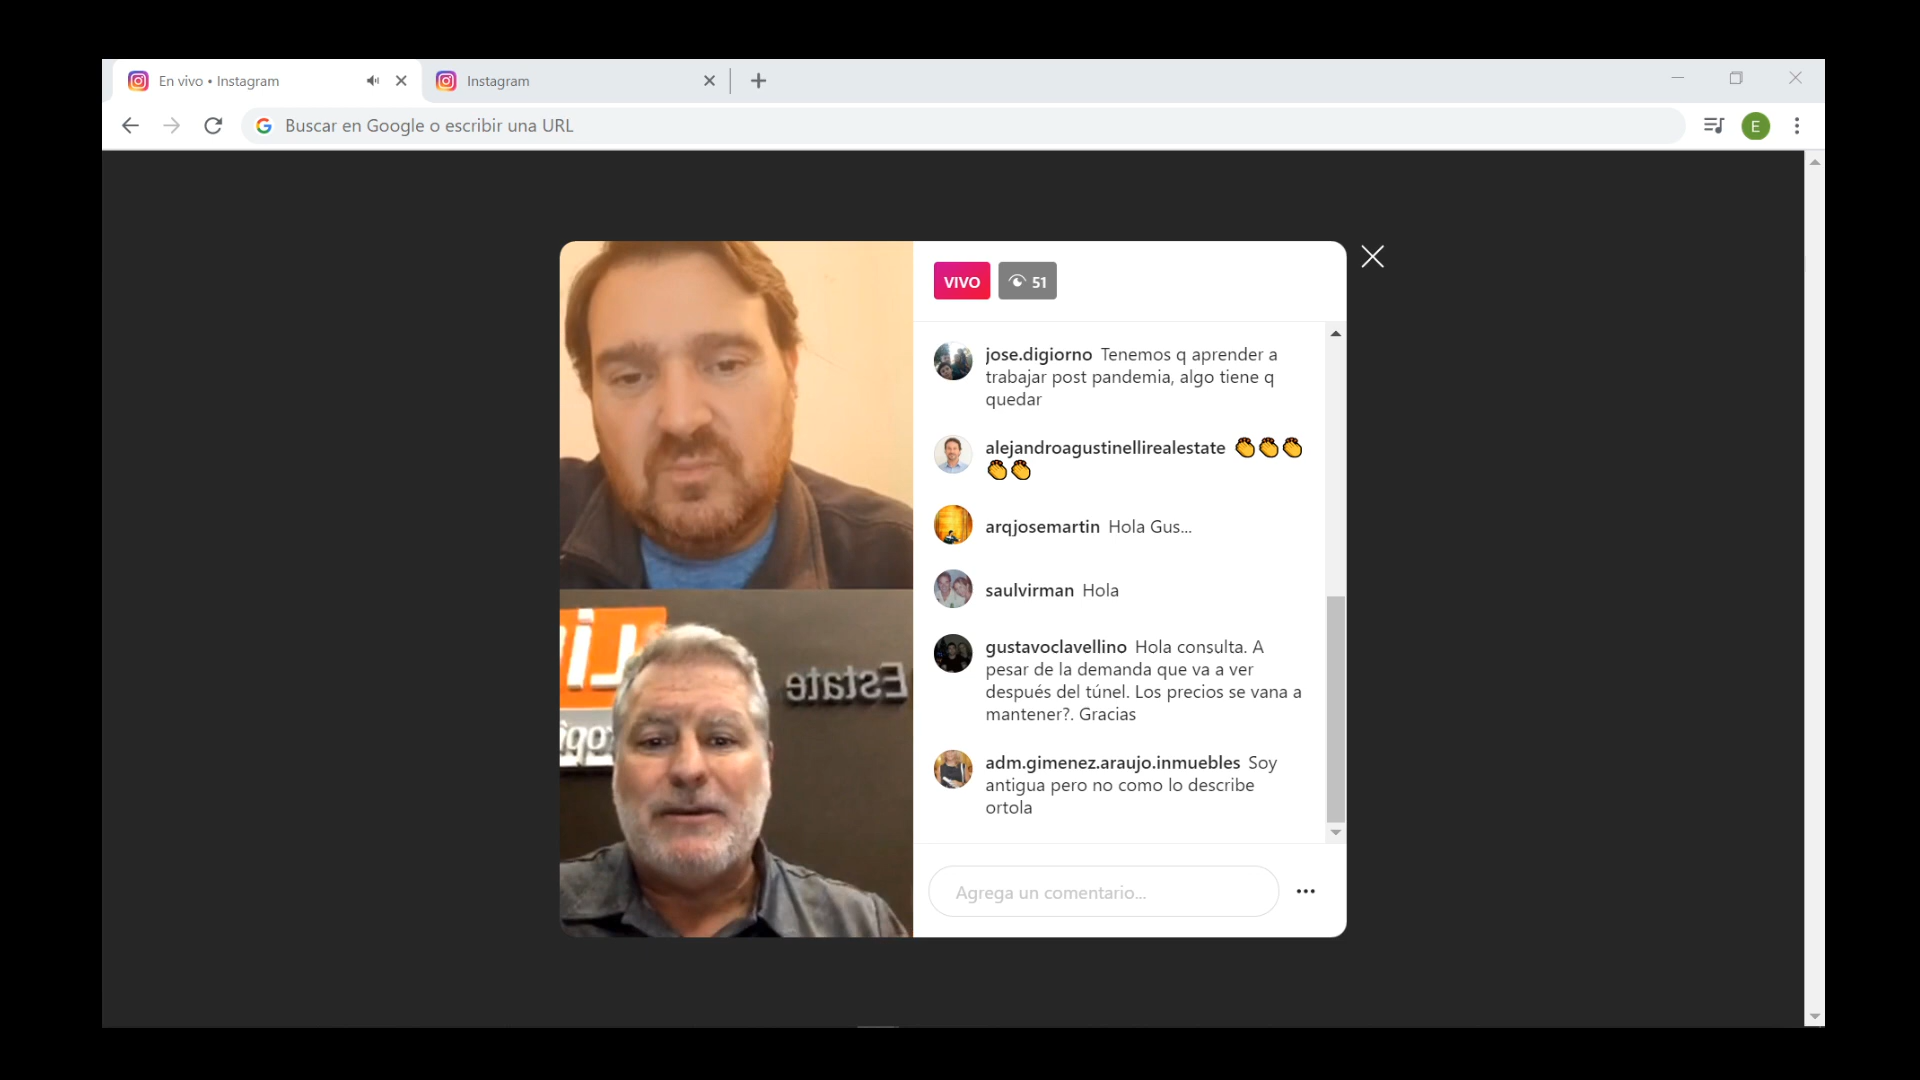 En vivo • Instagram
Instagram
Buscar en Google o escribir una URL
E
VIVO
51
jose.digiorno Tenemos q aprender a
trabajar post pandemia, algo tiene q
quedar
alejandroagustinellirealestate 👏👏👏
👏👏
arqjosemartin Hola Gus...
saulvirman Hola
gustavoclavellino Hola consulta. A
pesar de la demanda que va a ver
después del túnel. Los precios se vana a
mantener?. Gracias
adm.gimenez.araujo.inmuebles Soy
antigua pero no como lo describe
ortola
Agrega un comentario...
Estate